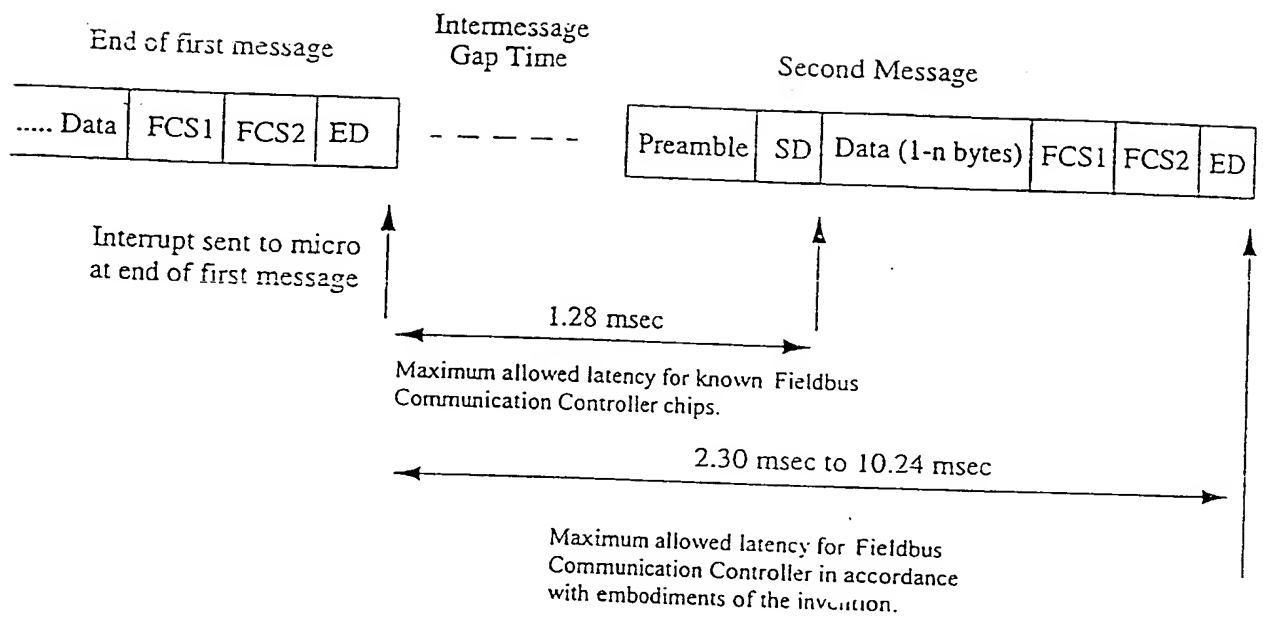 End of first message
Intermessage
Gap Time
Second Message
..... Data FCS1 FCS2 ED
Preamble SD Data (1-n bytes) FCS1 FCS2 ED
Interrupt sent to micro
at end of first message
1.28 msec
Maximum allowed latency for known Fieldbus
Communication Controller chips.
2.30 msec to 10.24 msec
Maximum allowed latency for Fieldbus
Communication Controller in accordance
with embodiments of the invention.